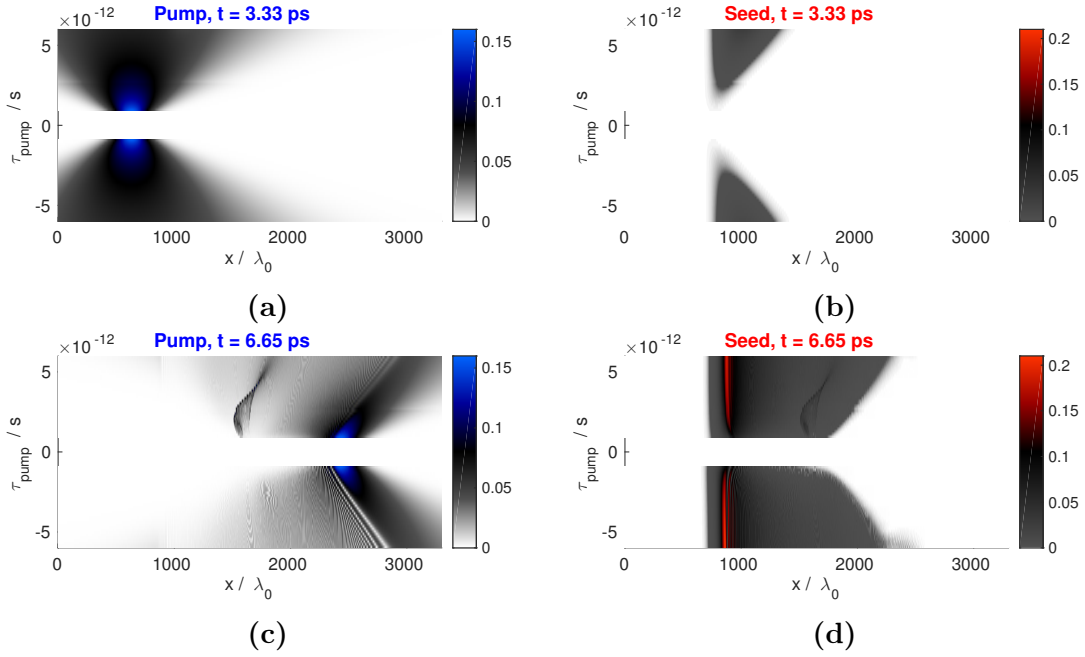 ×10⁻¹² Pump, t = 3.33 ps
5
0
-5
τpump / s
0 1000 2000 3000
x / λ0
0.15
0.1
0.05
0
(a)
×10⁻¹² Seed, t = 3.33 ps
5
0
-5
τpump / s
0 1000 2000 3000
x / λ0
0.2
0.15
0.1
0.05
0
(b)
×10⁻¹² Pump, t = 6.65 ps
5
0
-5
τpump / s
0 1000 2000 3000
x / λ0
0.15
0.1
0.05
0
(c)
×10⁻¹² Seed, t = 6.65 ps
5
0
-5
τpump / s
0 1000 2000 3000
x / λ0
0.2
0.15
0.1
0.05
0
(d)